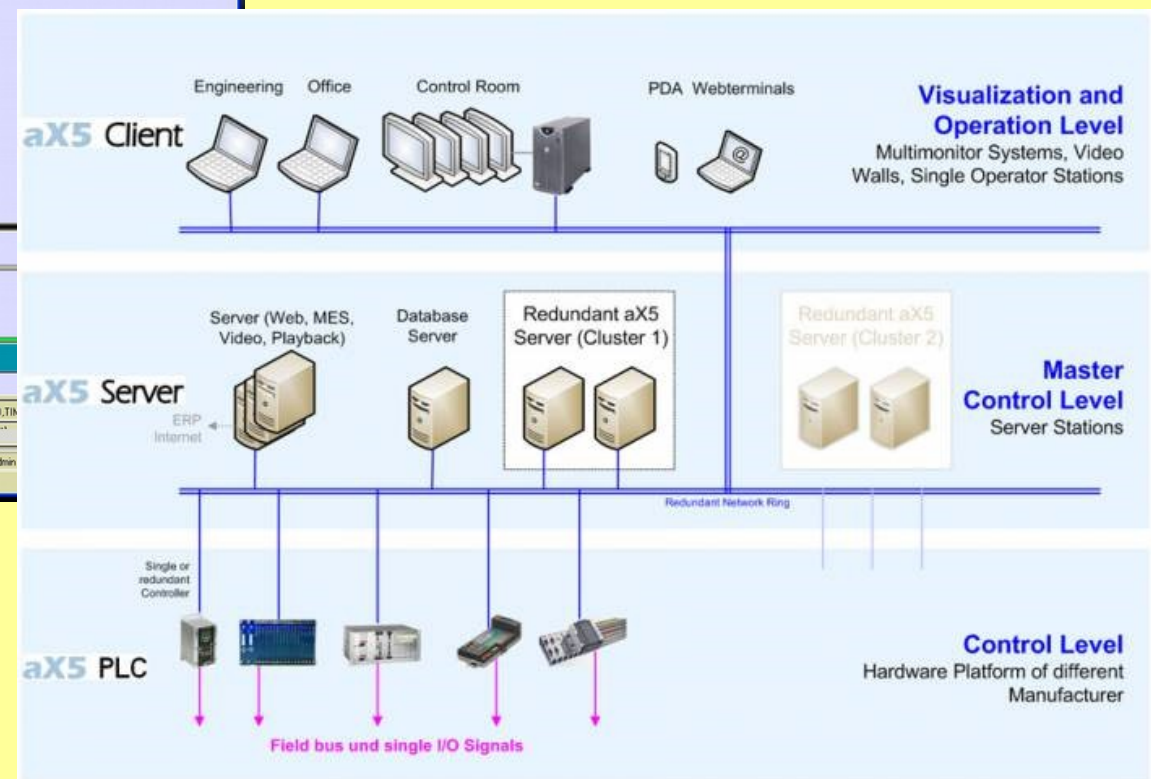 Engineering
Office
Control Room
PDA Webterminals
aX5 Client
Visualization and
Operation Level
Multimonitor Systems, Video
Walls, Single Operator Stations
Server (Web, MES,
Video, Playback)
Database
Server
Redundant aX5
Server (Cluster 1)
Redundant aX5
Server (Cluster 2)
aX5 Server
ERP
Internet
@
Master
Control Level
Server Stations
Redundant Network Ring
Single or
redundant
Controller
aX5 PLC
Control Level
Hardware Platform of different
Manufacturer
Field bus und single I/O Signals